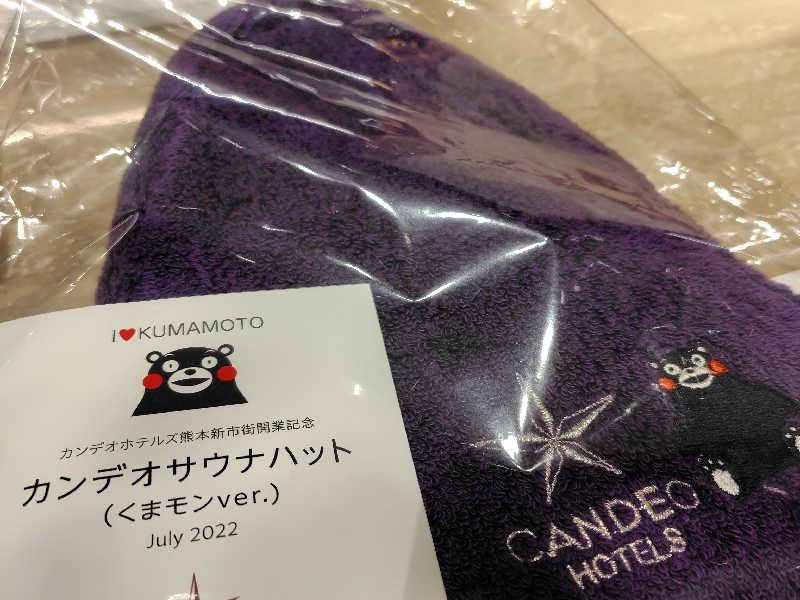 I♥KUMAMOTO
カンデオホテルズ熊本新市街開業記念
カンデオサウナハット
(くまモンver.)
July 2022
CANDEO
HOTELS